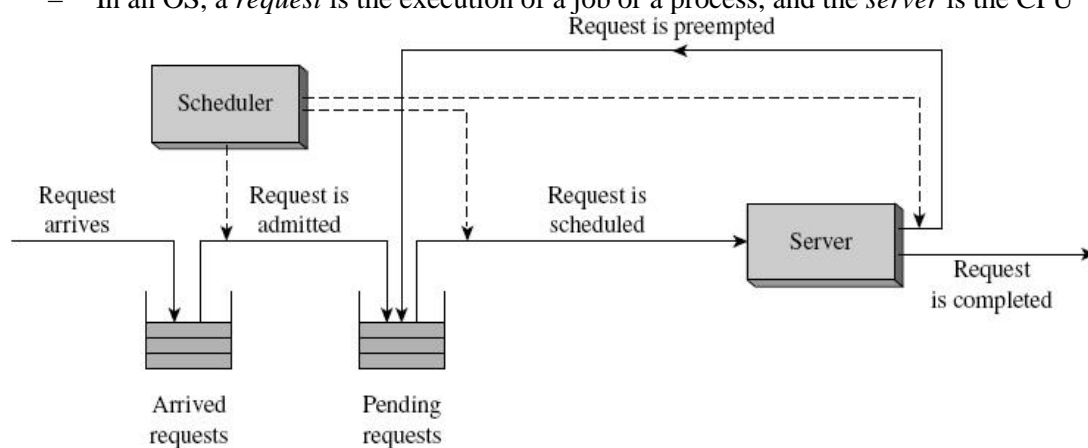 – In an OS, a request is the execution of a job or a process, and the server is the CPU
Request is preempted
Scheduler
Request arrives
Request is admitted
Request is scheduled
Server
Request is completed
Arrived requests
Pending requests